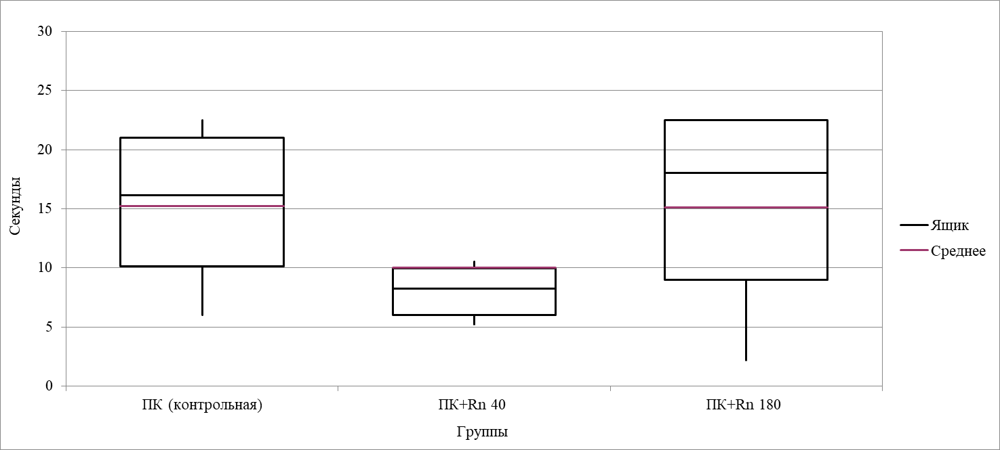 30
25
20
15
10
5
0
Секунды
ПК (контрольная)
ПК+Rn 40
ПК+Rn 180
Группы
Ящик
Среднее